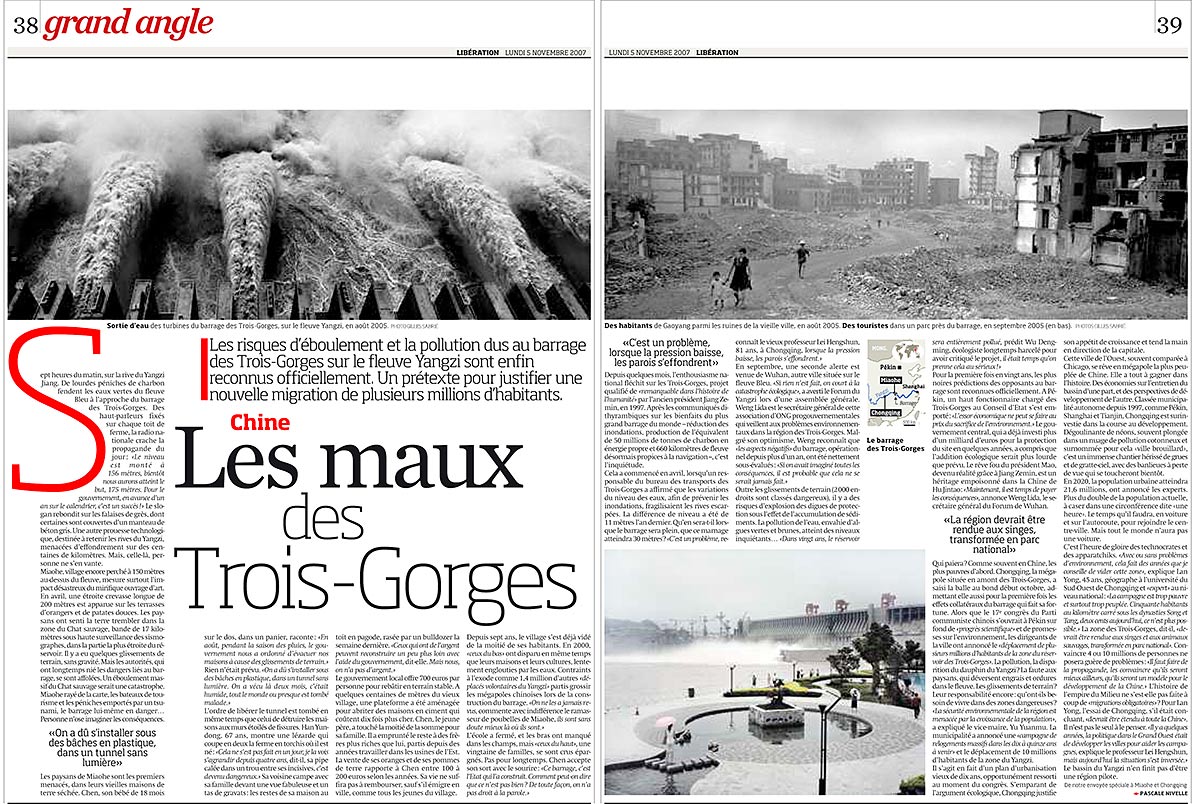 38 grand angle
LIBÉRATION LUNDI 5 NOVEMBRE 2007
Sortie d'eau des turbines du barrage des Trois-Gorges, sur le fleuve Yangzi, en août 2005. PHOTO GILLES SABRIÉ
Les risques d'éboulement et la pollution dus au barrage
des Trois-Gorges sur le fleuve Yangzi sont enfin
reconnus officiellement. Un prétexte pour justifier une
nouvelle migration de plusieurs millions d'habitants.
Chine
Les maux
des
Trois-Gorges
Sept heures du matin, sur la rive du Yangzi
Jiang. De lourdes péniches de charbon
fendent les eaux vertes du fleuve
Bleu à l'approche du barrage
des Trois-Gorges. Des
haut-parleurs fixés
sur chaque toit de
ferme, la radio nationale
crache la
propagande du
jour: «Le niveau
est monté à
156 mètres, bientôt
nous aurons atteint le
but, 175 mètres. Pour le
gouvernement, en avance d'un
an sur le calendrier, c'est un succès!» Le slogan
rebondit sur les falaises de grès, dont
certaines sont couvertes d'un manteau de
béton gris. Une autre prouesse technologique,
destinée à retenir les rives du Yangzi,
menacées d'effondrement sur des centaines
de kilomètres. Mais, celle-là, personne
ne s'en vante.
Miaohe, village encore perché à 150 mètres
au-dessus du fleuve, mesure surtout l'impact
désastreux du mirifique ouvrage d'art.
En avril, une étroite crevasse longue de
200 mètres est apparue sur les terrasses
d'orangers et de patates douces. Les paysans
ont senti la terre trembler dans la
zone du Chat sauvage, bande de 17 kilomètres
sous haute surveillance des sismographes,
dans la partie la plus étroite du réservoir.
Il y a eu quelques glissements de
terrain, sans gravité. Mais les autorités, qui
ont longtemps nié les dangers liés au barrage,
se sont affolées. Un éboulement massif
du Chat sauvage serait une catastrophe.
Miaohe rayé de la carte, les bateaux de tourisme
et les péniches emportés par un tsunami,
le barrage lui-même en danger...
Personne n'ose imaginer les conséquences.
«On a dû s'installer sous
des bâches en plastique,
dans un tunnel sans
lumière»
Les paysans de Miaohe sont les premiers
menacés, dans leurs vieilles maisons de
terre séchée. Chen, son bébé de 18 mois
sur le dos, dans un panier, raconte: «En
août, pendant la saison des pluies, le gouvernement
nous a ordonné d'évacuer nos
maisons à cause des glissements de terrain.»
Rien n'était prévu. «On a dû s'installer sous
des bâches en plastique, dans un tunnel sans
lumière. On a vécu là deux mois, c'était
humide, tout le monde ou presque est tombé
malade.»
L'ordre de libérer le tunnel est tombé en
même temps que celui de détruire les maisons
aux murs étoilés de fissures. Han Yundong,
67 ans, montre une lézarde qui
coupe en deux la ferme en torchis où il est
né: «Cela ne s'est pas fait en un jour, je la vois
s'agrandir depuis quatre ans, dit-il, sa pipe
calée dans un trou entre ses incisives, c'est
devenu dangereux.» Sa voisine campe avec
sa famille devant une vue fabuleuse et un
tas de gravats: les restes de sa maison au
toit en pagode, rasée par un bulldozer la
semaine dernière. «Ceux qui ont de l'argent
peuvent reconstruire un peu plus loin avec
l'aide du gouvernement, dit-elle. Mais nous,
on n'a pas d'argent.»
Le gouvernement local offre 700 euros par
personne pour rebâtir en terrain stable. A
quelques centaines de mètres du vieux
village, une plateforme a été aménagée
pour abriter des maisons en ciment qui
coûtent dix fois plus cher. Chen, le jeune
père, a touché la moitié de la somme pour
sa famille. Il a emprunté le reste à des frères
plus riches que lui, partis depuis des
années travailler dans les usines de l'Est.
La vente de ses oranges et de ses pommes
de terre rapporte à Chen entre 100 à
200 euros selon les années. Sa vie ne suffira
pas à rembourser, sauf s'il émigre en
ville, comme tous les jeunes du village.
Depuis sept ans, le village s'est déjà vidé
de la moitié de ses habitants. En 2000,
«ceux du bas» ont disparu en même temps
que leurs maisons et leurs cultures, lentement
engloutis par les eaux. Contraints
à l'exode comme 1,4 million d'autres «déplacés
volontaires du Yangzi» partis grossir
les mégapoles chinoises lors de la construction
du barrage. «On ne les a jamais revus,
commente avec indifférence le ramasseur
de poubelles de Miaohe, ils sont sans
doute mieux là où ils sont.»
L'école a fermé, et les bras ont manqué
dans les champs, mais «ceux du haut», une
vingtaine de familles, se sont crus épargnés.
Pas pour longtemps. Chen accepte
son sort avec le sourire: «Ce barrage, c'est
l'Etat qui l'a construit. Comment peut-on dire
que ce n'est pas bien? De toute façon, on n'a
pas droit à la parole.»
39
LUNDI 5 NOVEMBRE 2007 LIBÉRATION
Des habitants de Gaoyang parmi les ruines de la vieille ville, en août 2005. Des touristes dans un parc près du barrage, en septembre 2005 (en bas). PHOTOS GILLES SABRIÉ
«C'est un problème,
lorsque la pression baisse,
les parois s'effondrent»
Depuis quelques mois, l'enthousiasme national
fléchit sur les Trois-Gorges, projet
qualifié de «remarquable dans l'histoire de
l'humanité» par l'ancien président Jiang Zemin,
en 1997. Après les communiqués dithyrambiques
sur les bienfaits du plus
grand barrage du monde – réduction des
inondations, production de l'équivalent
de 50 millions de tonnes de charbon en
énergie propre et 660 kilomètres de fleuve
désormais propres à la navigation –, c'est
l'inquiétude.
Cela a commencé en avril, lorsqu'un responsable
du bureau des transports des
Trois-Gorges a affirmé que les variations
du niveau des eaux, afin de prévenir les
inondations, fragilisaient les rives escarpées.
La différence de niveau a été de
11 mètres l'an dernier. Qu'en sera-t-il lorsque
le barrage sera plein, que ce marnage
atteindra 30 mètres? «C'est un problème, reconnaît
le vieux professeur Lei Hengshun,
81 ans, à Chongqing, lorsque la pression
baisse, les parois s'effondrent.»
En septembre, une seconde alerte est
venue de Wuhan, autre ville située sur le
fleuve Bleu. «Si rien n'est fait, on court à la
catastrophe écologique», a averti le Forum du
Yangzi lors d'une assemblée générale.
Weng Lida est le secrétaire général de cette
association d'ONG progouvernementales
qui veillent aux problèmes environnementaux
dans la région des Trois-Gorges. Malgré
son optimisme, Weng reconnaît que
«les aspects négatifs» du barrage, opérationnel
depuis plus d'un an, ont été nettement
sous-évalués: «Si on avait imaginé toutes les
conséquences, il est probable que cela ne se
serait jamais fait.»
Outre les glissements de terrain (2000 endroits
sont classés dangereux), il y a des
risques d'explosion des digues de protection
sous l'effet de l'accumulation de sédiments.
La pollution de l'eau, envahie d'algues
vertes et brunes, atteint des niveaux
inquiétants... «Dans vingt ans, le réservoir
MONG.
Pékin
Miaohe
Shanghai
Barrage
Chongqing
Le barrage
des Trois-Gorges
sera entièrement pollué, prédit Wu Dengming,
écologiste longtemps harcelé pour
avoir critiqué le projet, il était temps qu'on
prenne cela au sérieux!»
Pour la première fois en vingt ans, les plus
noires prédictions des opposants au barrage
sont reconnues officiellement. A Pékin,
un haut fonctionnaire chargé des
Trois-Gorges au Conseil d'Etat s'est emporté:
«L'essor économique ne peut se faire au
prix du sacrifice de l'environnement.» Le gouvernement
central, qui a déjà investi plus
d'un milliard d'euros pour la protection
du site en quelques années, a compris que
l'addition écologique serait plus lourde
que prévu. Le rêve fou du président Mao,
devenu réalité grâce à Jiang Zemin, est un
héritage empoisonné dans la Chine de
Hu Jintao: «Maintenant, il est temps de payer
les conséquences», annonce Weng Lida, le secrétaire
général du Forum de Wuhan.
«La région devrait être
rendue aux singes,
transformée en parc
national»
Qui paiera? Comme souvent en Chine, les
plus pauvres d'abord. Chongqing, la mégapole
située en amont des Trois-Gorges, a
saisi la balle au bond début octobre, admettant
elle aussi pour la première fois les
effets collatéraux du barrage qui fait sa fortune.
Alors que le 17e congrès du Parti
communiste chinois s'ouvrait à Pékin sur
fond de «progrès scientifique» et de promesses
sur l'environnement, les dirigeants de
la ville ont annoncé le «déplacement de plusieurs
millions d'habitants de la zone du réservoir
des Trois-Gorges». La pollution, la disparition
du dauphin du Yangzi? La faute aux
paysans, qui déversent engrais et ordures
dans le fleuve. Les glissements de terrain?
Leur responsabilité encore: qu'ont-ils besoin
de vivre dans des zones dangereuses?
«La sécurité environnementale de la région est
menacée par la croissance de la population»,
a expliqué le vice-maire, Yu Yuanmu. La
municipalité a annoncé une «campagne de
relogements massifs dans les dix à quinze ans
à venir» et le déplacement de 10 millions
d'habitants de la zone du Yangzi.
Il s'agit en fait d'un plan d'urbanisation
vieux de dix ans, opportunément ressorti
au moment du congrès. S'emparant de
l'argument écologique, Chongqing justifie
son appétit de croissance et tend la main
en direction de la capitale.
Cette ville de l'Ouest, souvent comparée à
Chicago, se rêve en mégapole la plus peuplée
de Chine. Elle a tout à gagner dans
l'histoire. Des économies sur l'entretien du
bassin d'une part, et des perspectives de développement
de l'autre. Classée municipalité
autonome depuis 1997, comme Pékin,
Shanghai et Tianjin, Chongqing est surinvestie
dans la course au développement.
Dégoulinante de néons, souvent plongée
dans un nuage de pollution cotonneux et
surnommée pour cela «ville brouillard»,
c'est un immense chantier hérissé de grues
et de gratte-ciel, avec des banlieues à perte
de vue qui se toucheront bientôt.
En 2020, la population urbaine atteindra
21,6 millions, ont annoncé les experts.
Plus du double de la population actuelle,
à caser dans une circonférence dite «une
heure». Le temps qu'il faudra, en voiture
et sur l'autoroute, pour rejoindre le centre-ville.
Mais tout le monde n'aura pas
une voiture.
C'est l'heure de gloire des technocrates et
des apparatchiks. «Avec ou sans problèmes
d'environnement, cela fait des années que je
conseille de vider cette zone», explique Ian
Yong, 45 ans, géographe à l'université du
Sud-Ouest de Chongqing et «expert» au niveau
national: «la campagne est trop pauvre
et surtout trop peuplée. Cinquante habitants
au kilomètre carré sous les dynasties Song et
Tang, deux cents aujourd'hui, ce n'est plus possible.»
La zone des Trois-Gorges, dit-il, «devrait
être rendue aux singes et aux animaux
sauvages, transformée en parc national». Convaincre
4 ou 10 millions de personnes ne
posera guère de problèmes: «Il faut faire de
la propagande, les convaincre qu'ils seront
mieux ailleurs, qu'ils seront un modèle pour le
développement de la Chine.» L'histoire de
l'empire du Milieu ne s'est-elle pas faite à
coup de «migrations obligatoires»? Pour Ian
Yong, l'essai de Chongqing, s'il était concluant,
«devrait être étendu à toute la Chine».
Il n'est pas le seul à le penser. «Il y a quelques
années, la politique dans le Grand Ouest était
de développer les villes pour aider les campagnes,
explique le professeur Lei Hengshun,
mais aujourd'hui la situation s'est inversée.»
Le bassin du Yangzi n'en finit pas d'être
une région pilote.
De notre envoyée spéciale à Miaohe et Chongqing
PASCALE NIVELLE